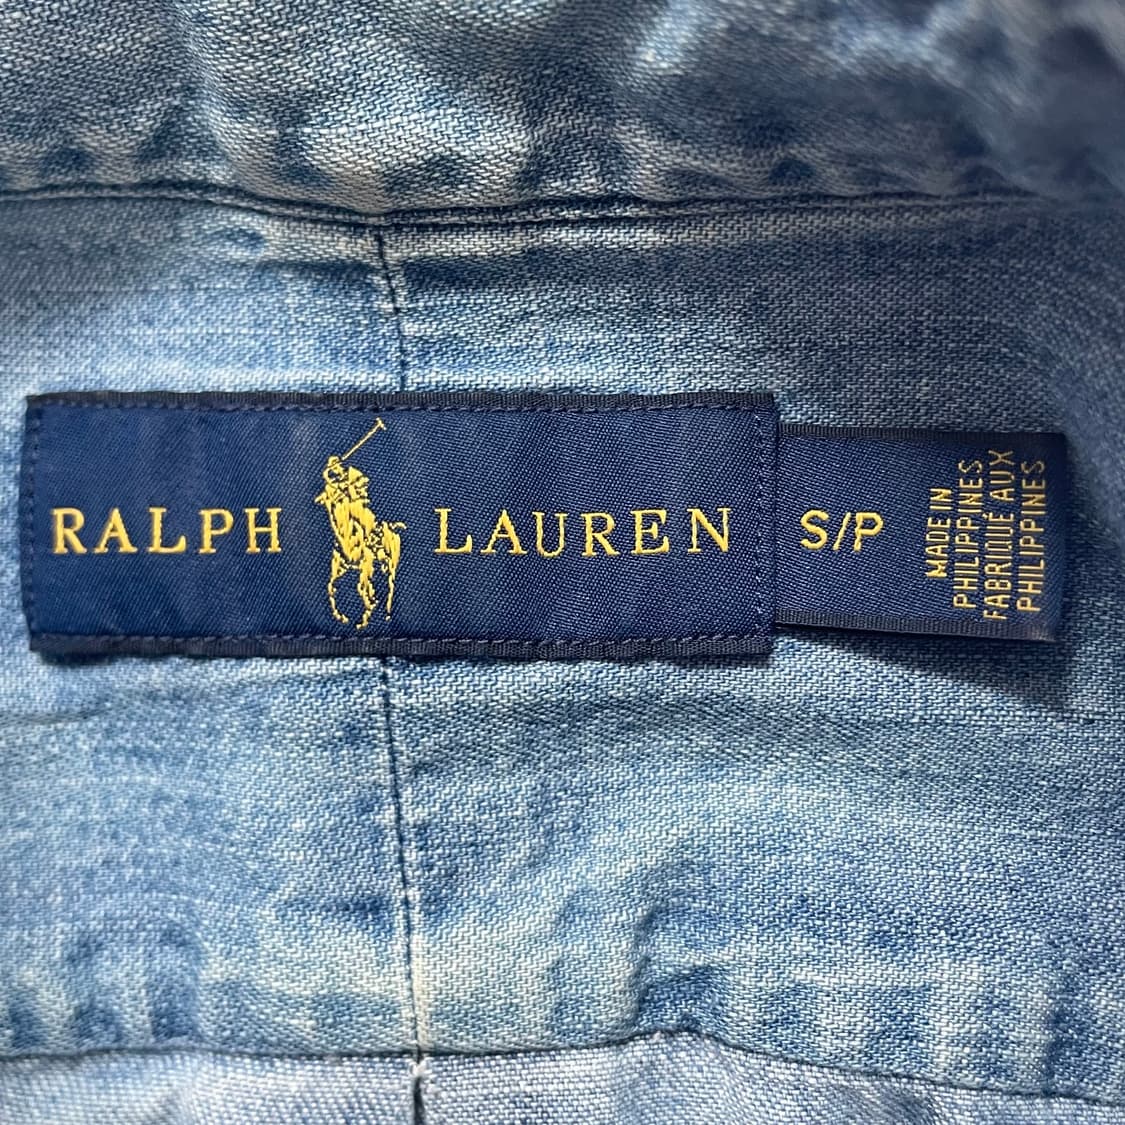 RALPH LAUREN
S/P
MADE IN
PHILIPPINES
FABRIQUÉ AUX
PHILIPPINES